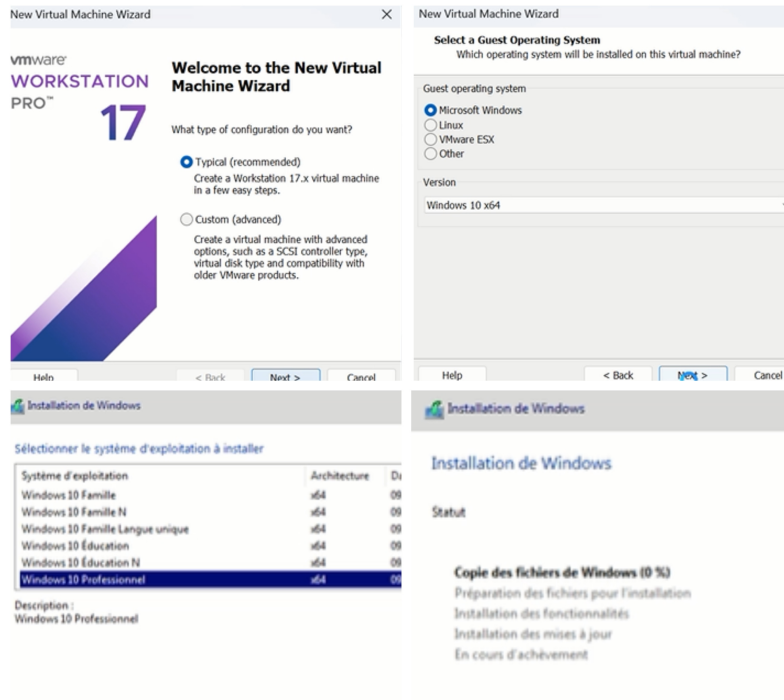 New Virtual Machine Wizard
vmware
WORKSTATION
PRO™
17
Welcome to the New Virtual
Machine Wizard
What type of configuration do you want?
Typical (recommended)
Create a Workstation 17.x virtual machine
in a few easy steps.
Custom (advanced)
Create a virtual machine with advanced
options, such as a SCSI controller type,
virtual disk type and compatibility with
older VMware products.
Help < Back Next > Cancel
New Virtual Machine Wizard
Select a Guest Operating System
Which operating system will be installed on this virtual machine?
Guest operating system
Microsoft Windows
Linux
VMware ESX
Other
Version
Windows 10 x64
Help < Back Next > Cancel
Installation de Windows
Sélectionner le système d'exploitation à installer
Système d'exploitation Architecture Da
Windows 10 Famille x64 09
Windows 10 Famille N x64 09
Windows 10 Famille Langue unique x64 09
Windows 10 Éducation x64 09
Windows 10 Éducation N x64 09
Windows 10 Professionnel x64 09
Description :
Windows 10 Professionnel
Installation de Windows
Installation de Windows
Statut
Copie des fichiers de Windows (0 %)
Préparation des fichiers pour l'installation
Installation des fonctionnalités
Installation des mises à jour
En cours d'achèvement